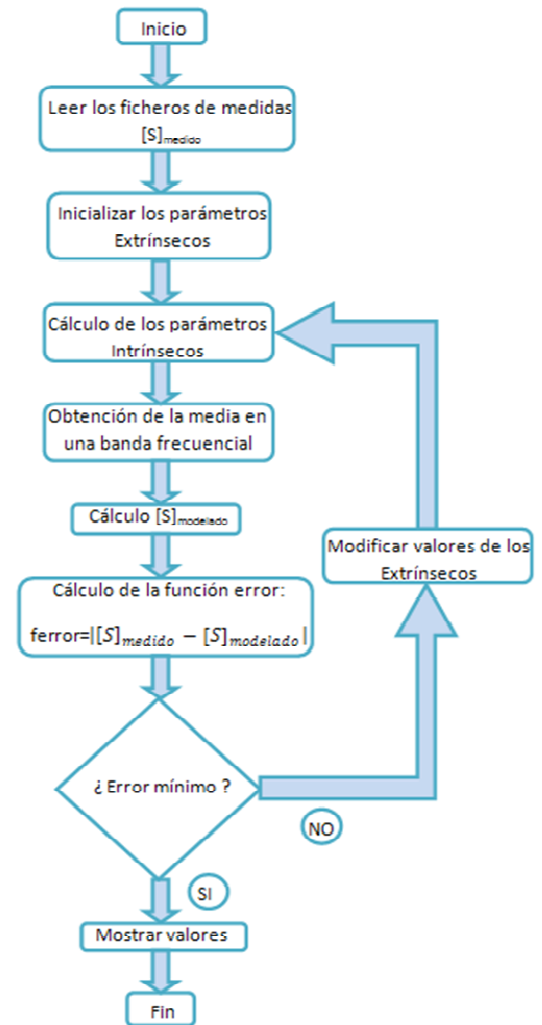 Inicio
Leer los ficheros de medidas
[S]medido
Inicializar los parámetros
Extrínsecos
Cálculo de los parámetros
Intrínsecos
Obtención de la media en
una banda frecuencial
Cálculo [S]modelado
Modificar valores de los
Extrínsecos
Cálculo de la función error:
ferror=|[S]medido − [S]modelado|
¿ Error mínimo ?
NO
SI
Mostrar valores
Fin